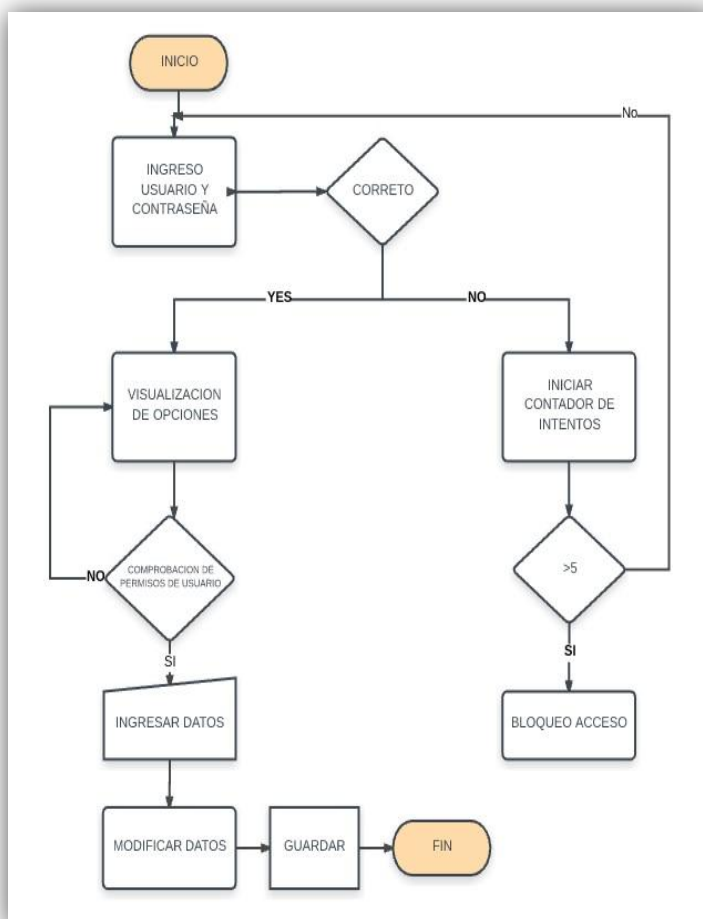 INICIO
No
INGRESO
USUARIO Y
CONTRASEÑA
CORRETO
YES
NO
VISUALIZACION
DE OPCIONES
INICIAR
CONTADOR DE
INTENTOS
NO
COMPROBACION DE
PERMISOS DE USUARIO
>5
SI
SI
INGRESAR DATOS
BLOQUEO ACCESO
MODIFICAR DATOS
GUARDAR
FIN